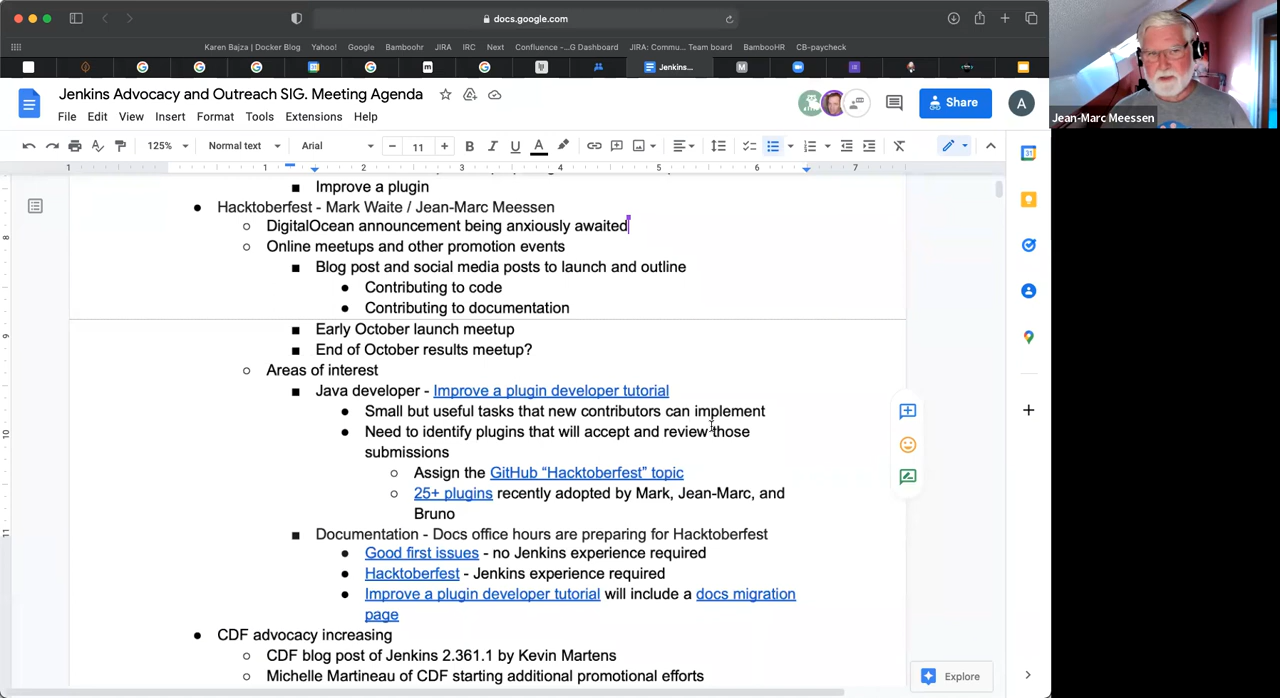 docs.google.com
Karen Bajza | Docker Blog Yahoo! Google Bamboohr JIRA IRC Next Confluence -...G Dashboard JIRA: Commu... Team board BambooHR CB-paycheck
Jenkins...
Jenkins Advocacy and Outreach SIG. Meeting Agenda
Share
A
Jean-Marc Meessen
File Edit View Insert Format Tools Extensions Help
125% Normal text Arial 11
1 1 2 3 4 5 6 7
■ Improve a plugin
● Hacktoberfest - Mark Waite / Jean-Marc Meessen
○ DigitalOcean announcement being anxiously awaited
○ Online meetups and other promotion events
■ Blog post and social media posts to launch and outline
● Contributing to code
● Contributing to documentation
■ Early October launch meetup
■ End of October results meetup?
○ Areas of interest
■ Java developer - Improve a plugin developer tutorial
● Small but useful tasks that new contributors can implement
● Need to identify plugins that will accept and review those
submissions
○ Assign the GitHub “Hacktoberfest” topic
○ 25+ plugins recently adopted by Mark, Jean-Marc, and
Bruno
■ Documentation - Docs office hours are preparing for Hacktoberfest
● Good first issues - no Jenkins experience required
● Hacktoberfest - Jenkins experience required
● Improve a plugin developer tutorial will include a docs migration
page
● CDF advocacy increasing
○ CDF blog post of Jenkins 2.361.1 by Kevin Martens
○ Michelle Martineau of CDF starting additional promotional efforts
Explore